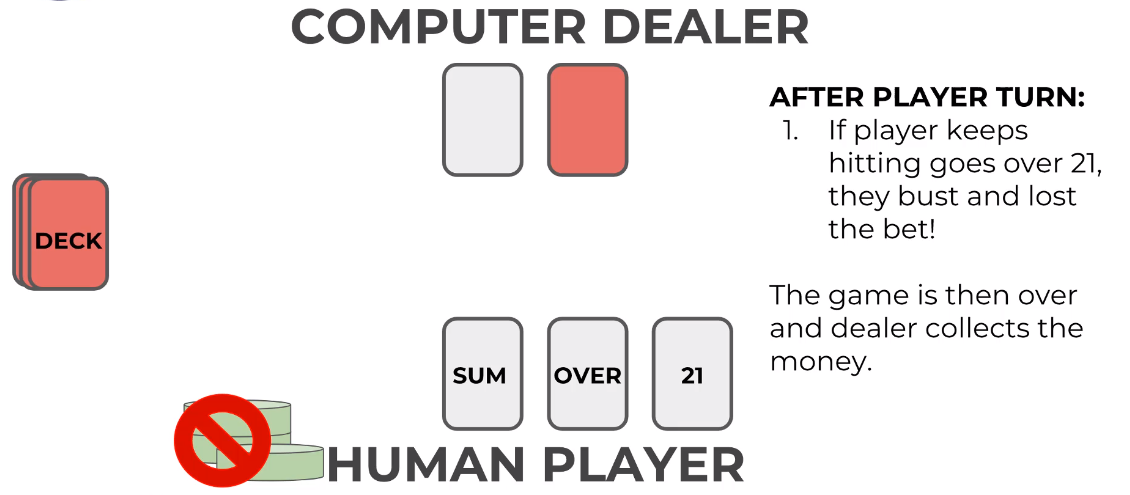 COMPUTER DEALER
AFTER PLAYER TURN:
1. If player keeps
hitting goes over 21,
they bust and lost
the bet!
The game is then over
and dealer collects the
money.
DECK
SUM OVER 21
HUMAN PLAYER